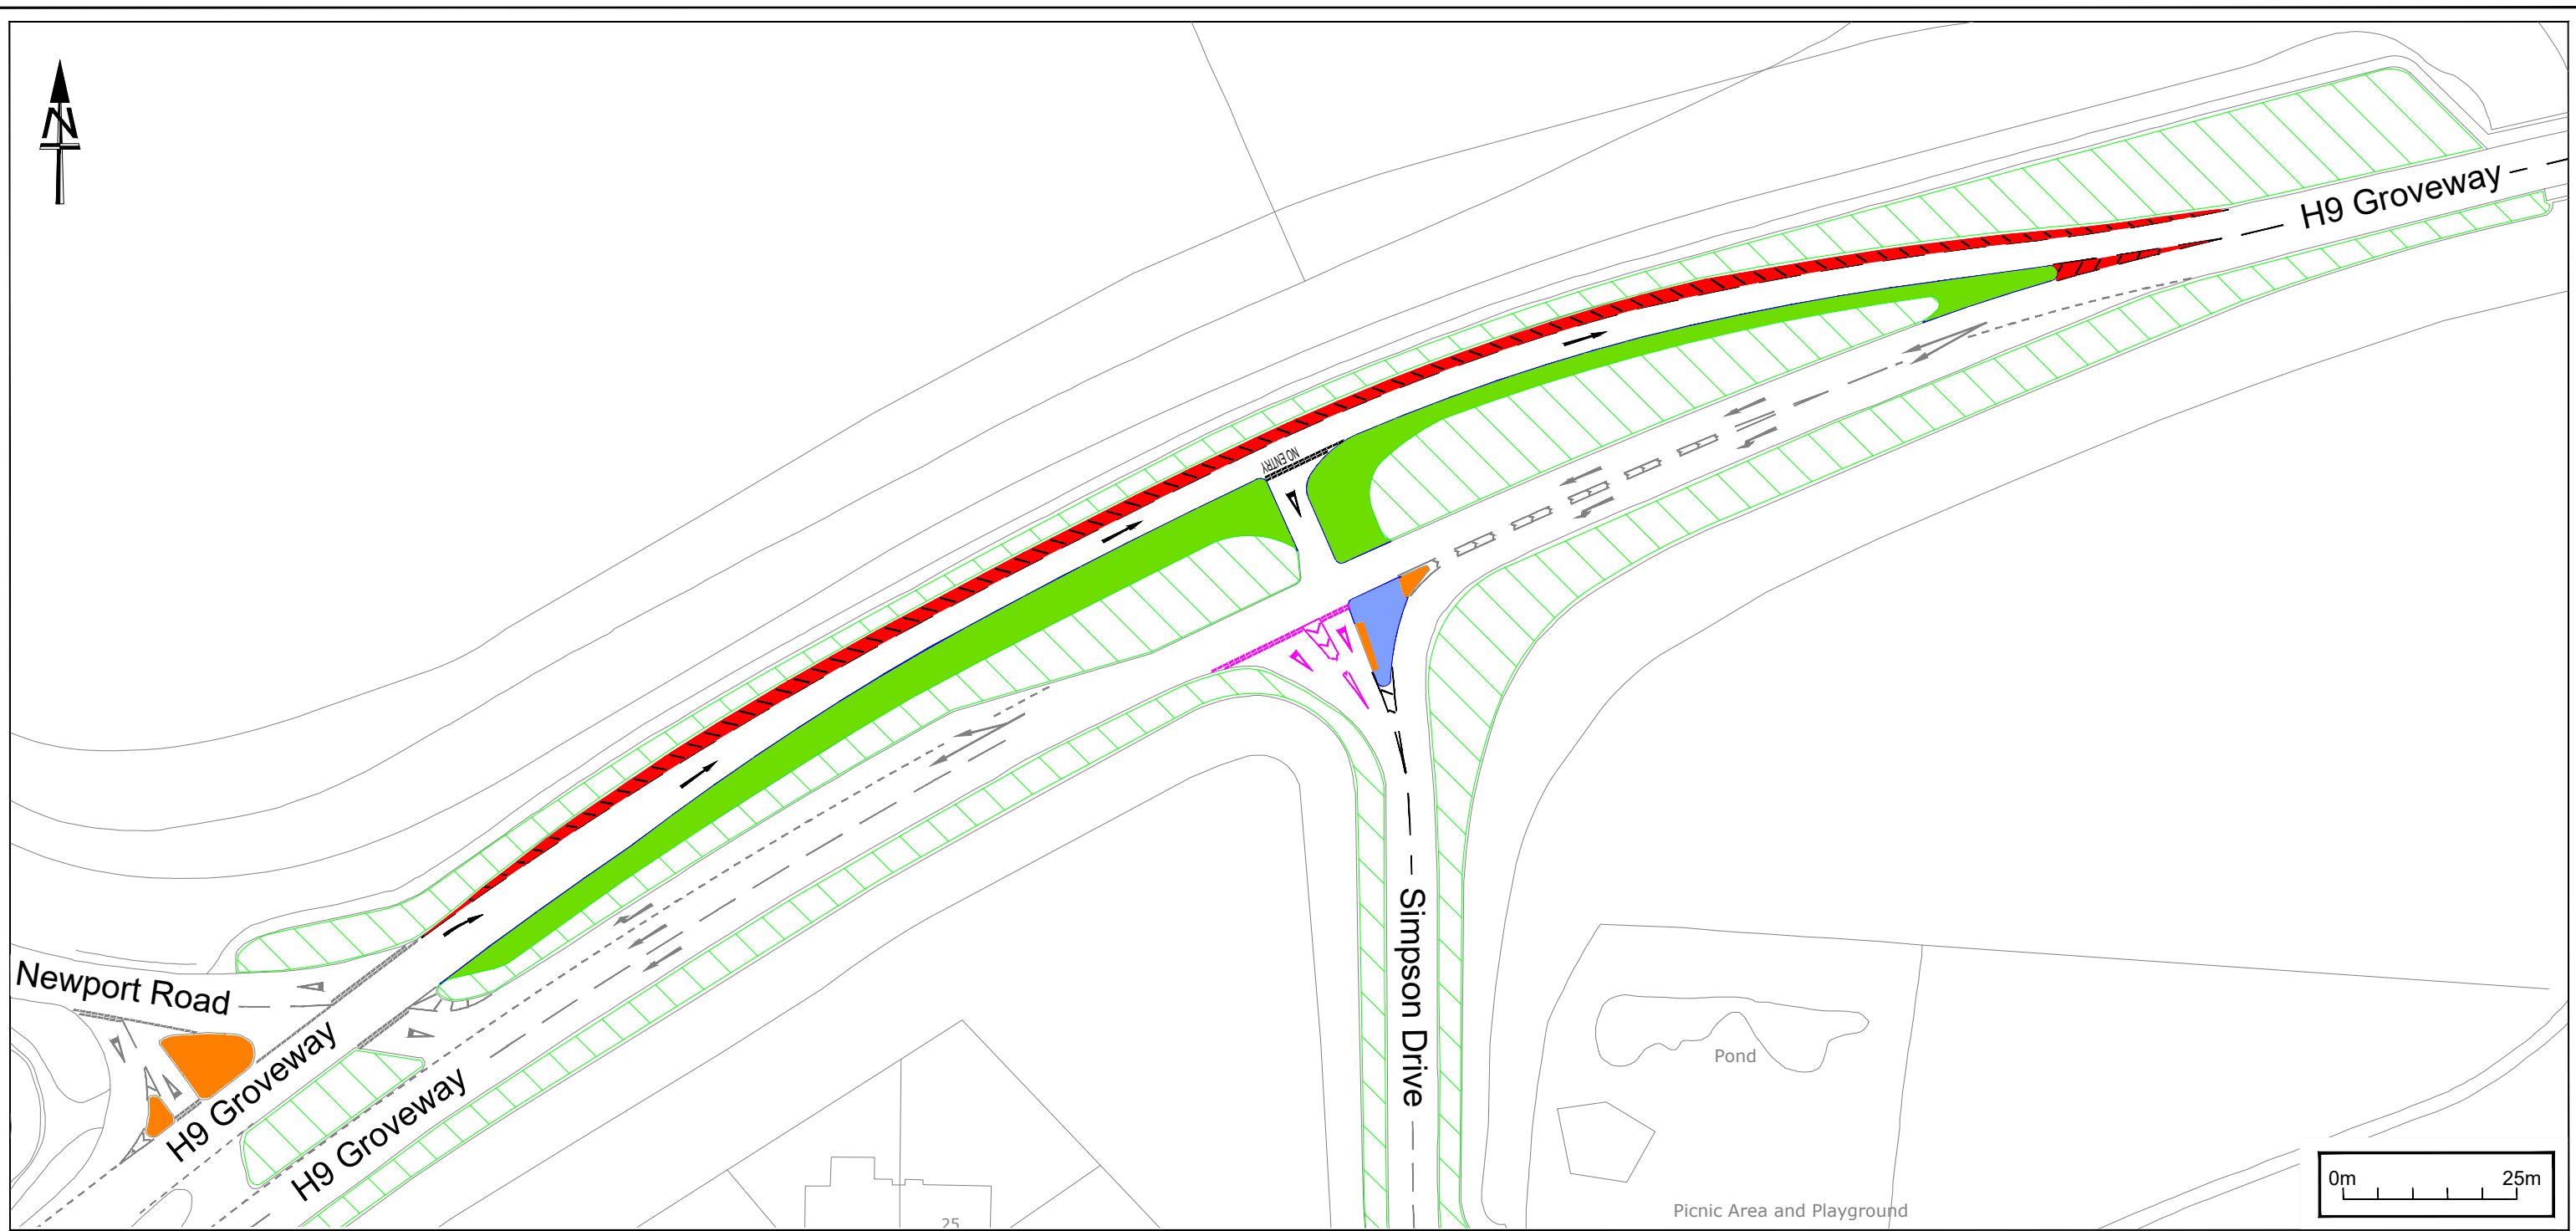 N
H9 Groveway
NO ENTRY
Newport Road
H9 Groveway
H9 Groveway
Simpson Drive
Pond
Picnic Area and Playground
25
0m 25m